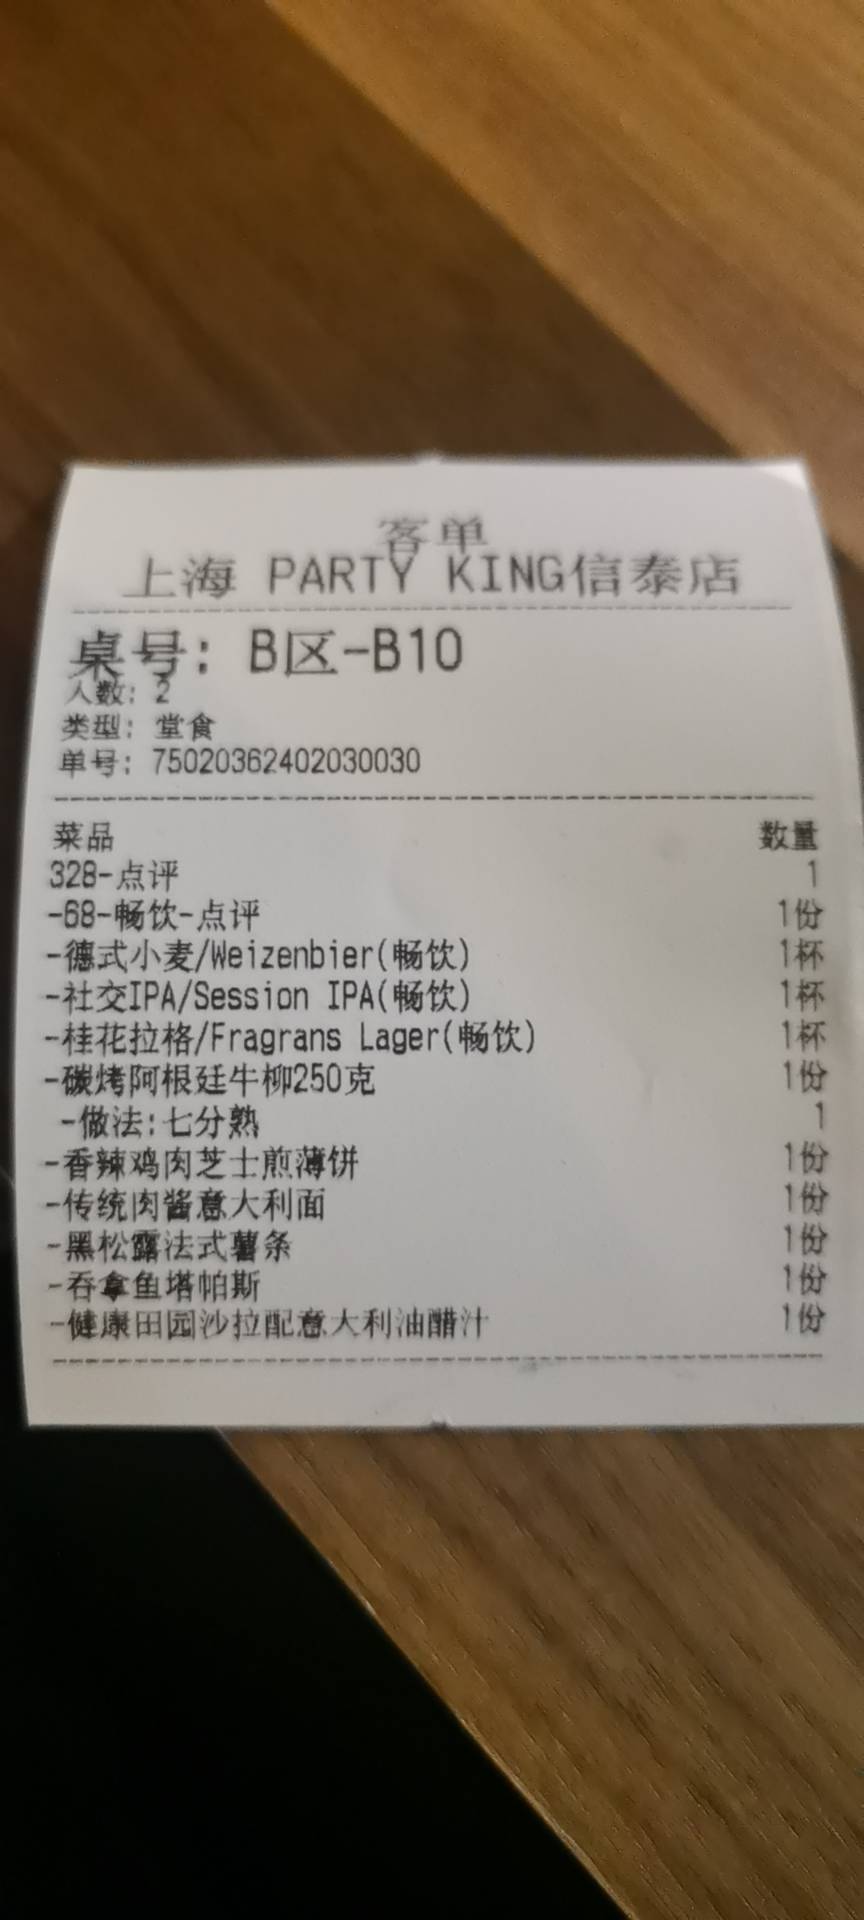 客单
上海 PARTY KING信泰店
桌号: B区-B10
人数: 2
类型: 堂食
单号: 75020362402030030
菜品 数量
328-点评 1
-68-畅饮-点评 1份
-德式小麦/Weizenbier(畅饮) 1杯
-社交IPA/Session IPA(畅饮) 1杯
-桂花拉格/Fragrans Lager(畅饮) 1杯
-碳烤阿根廷牛柳250克 1份
-做法:七分熟 1
-香辣鸡肉芝士煎薄饼 1份
-传统肉酱意大利面 1份
-黑松露法式薯条 1份
-吞拿鱼塔帕斯 1份
-健康田园沙拉配意大利油醋汁 1份